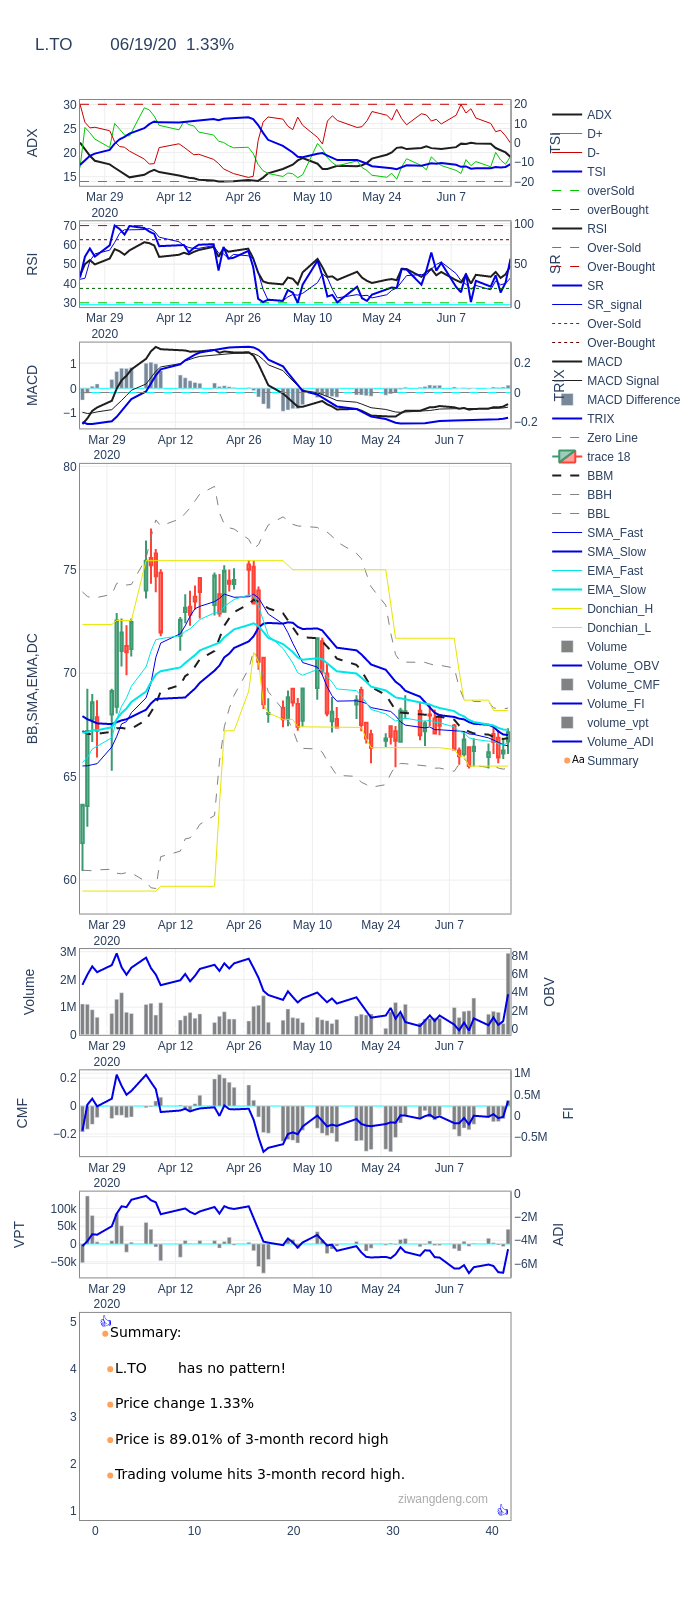 L.TO 06/19/20 1.33%
ADX
30
25
20
15
20
10
0
−10
−20
TSI
Mar 29 Apr 12 Apr 26 May 10 May 24 Jun 7
2020
RSI
70
60
50
40
30
100
50
0
SR
Mar 29 Apr 12 Apr 26 May 10 May 24 Jun 7
2020
MACD
1
0
−1
0.2
0
−0.2
TRIX
Mar 29 Apr 12 Apr 26 May 10 May 24 Jun 7
2020
BB,SMA,EMA,DC
80
75
70
65
60
Mar 29 Apr 12 Apr 26 May 10 May 24 Jun 7
2020
Volume
3M
2M
1M
0
8M
6M
4M
2M
0
OBV
Mar 29 Apr 12 Apr 26 May 10 May 24 Jun 7
2020
CMF
0.2
0
−0.2
1M
0.5M
0
−0.5M
FI
Mar 29 Apr 12 Apr 26 May 10 May 24 Jun 7
2020
VPT
100k
50k
0
−50k
0
−2M
−4M
−6M
ADI
Mar 29 Apr 12 Apr 26 May 10 May 24 Jun 7
2020
5
4
3
2
1
Summary:
L.TO has no pattern!
Price change 1.33%
Price is 89.01% of 3-month record high
Trading volume hits 3-month record high.
ziwangdeng.com
0 10 20 30 40
ADX
D+
D-
TSI
overSold
overBought
RSI
Over-Sold
Over-Bought
SR
SR_signal
Over-Sold
Over-Bought
MACD
MACD Signal
MACD Difference
TRIX
Zero Line
trace 18
BBM
BBH
BBL
SMA_Fast
SMA_Slow
EMA_Fast
EMA_Slow
Donchian_H
Donchian_L
Volume
Volume_OBV
Volume_CMF
Volume_FI
volume_vpt
Volume_ADI
Aa Summary